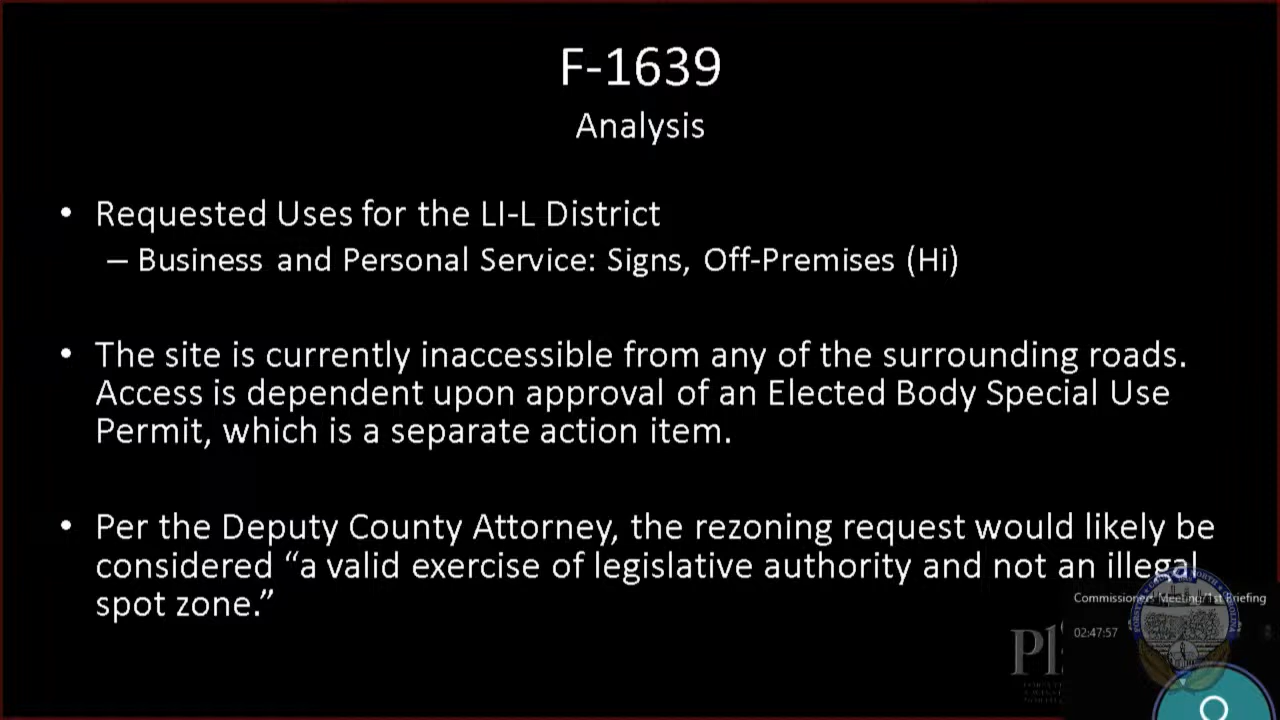 F-1639
Analysis
• Requested Uses for the LI-L District
– Business and Personal Service: Signs, Off-Premises (Hi)
• The site is currently inaccessible from any of the surrounding roads.
Access is dependent upon approval of an Elected Body Special Use
Permit, which is a separate action item.
• Per the Deputy County Attorney, the rezoning request would likely be
considered “a valid exercise of legislative authority and not an illegal
spot zone.”
Commissioners Meeting/1st Briefing
02:47:57